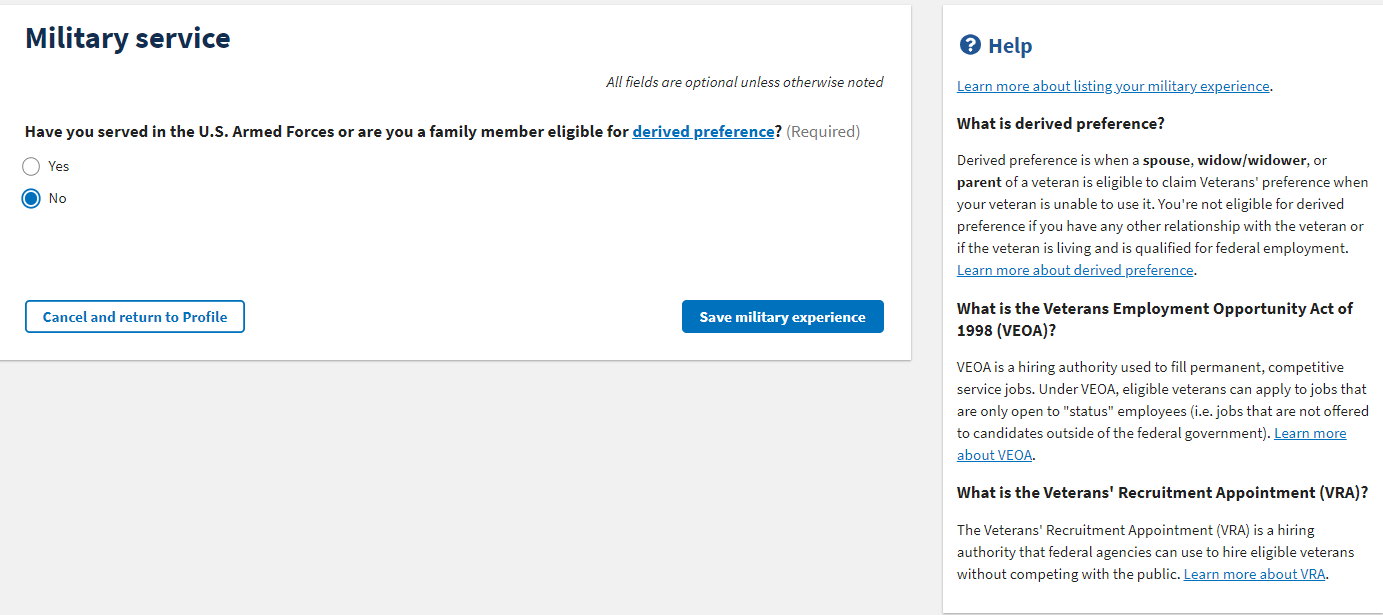 Military service
All fields are optional unless otherwise noted
Have you served in the U.S. Armed Forces or are you a family member eligible for derived preference? (Required)
Yes
No
Cancel and return to Profile
Save military experience
Help
Learn more about listing your military experience.
What is derived preference?
Derived preference is when a spouse, widow/widower, or
parent of a veteran is eligible to claim Veterans' preference when
your veteran is unable to use it. You're not eligible for derived
preference if you have any other relationship with the veteran or
if the veteran is living and is qualified for federal employment.
Learn more about derived preference.
What is the Veterans Employment Opportunity Act of
1998 (VEOA)?
VEOA is a hiring authority used to fill permanent, competitive
service jobs. Under VEOA, eligible veterans can apply to jobs that
are only open to "status" employees (i.e. jobs that are not offered
to candidates outside of the federal government). Learn more
about VEOA.
What is the Veterans' Recruitment Appointment (VRA)?
The Veterans' Recruitment Appointment (VRA) is a hiring
authority that federal agencies can use to hire eligible veterans
without competing with the public. Learn more about VRA.